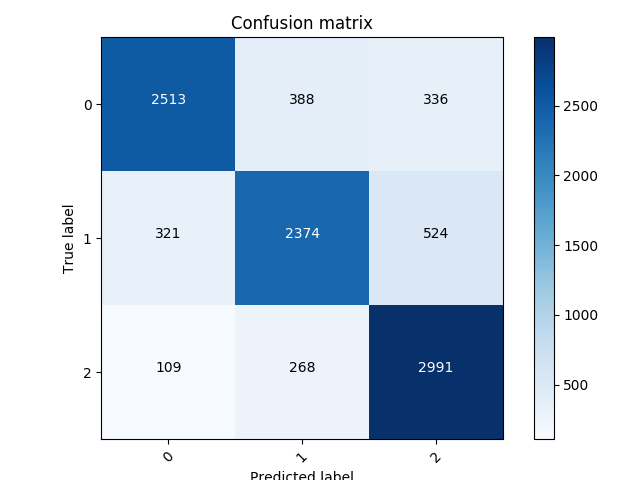 Confusion matrix
0 2513 388 336
1 321 2374 524
2 109 268 2991
0 1 2
Predicted label
True label
2500
2000
1500
1000
500